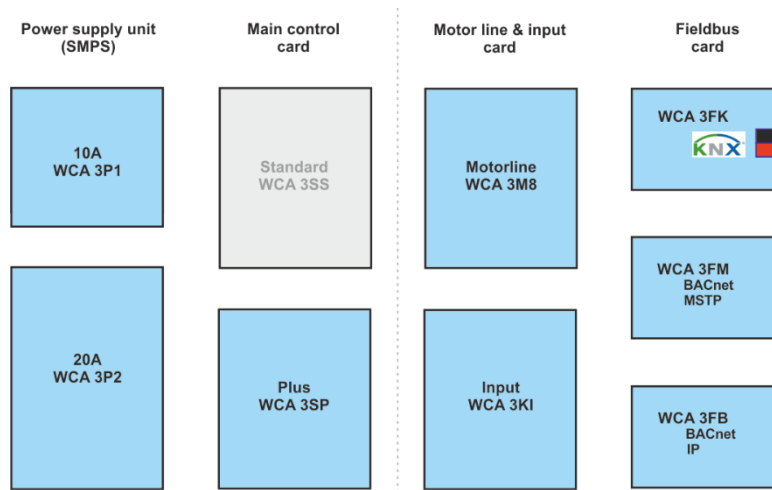 Power supply unit
(SMPS)
Main control
card
Motor line & input
card
Fieldbus
card
10A
WCA 3P1
Standard
WCA 3SS
Motorline
WCA 3M8
WCA 3FK
KNX
20A
WCA 3P2
Plus
WCA 3SP
Input
WCA 3KI
WCA 3FM
BACnet
MSTP
WCA 3FB
BACnet
IP